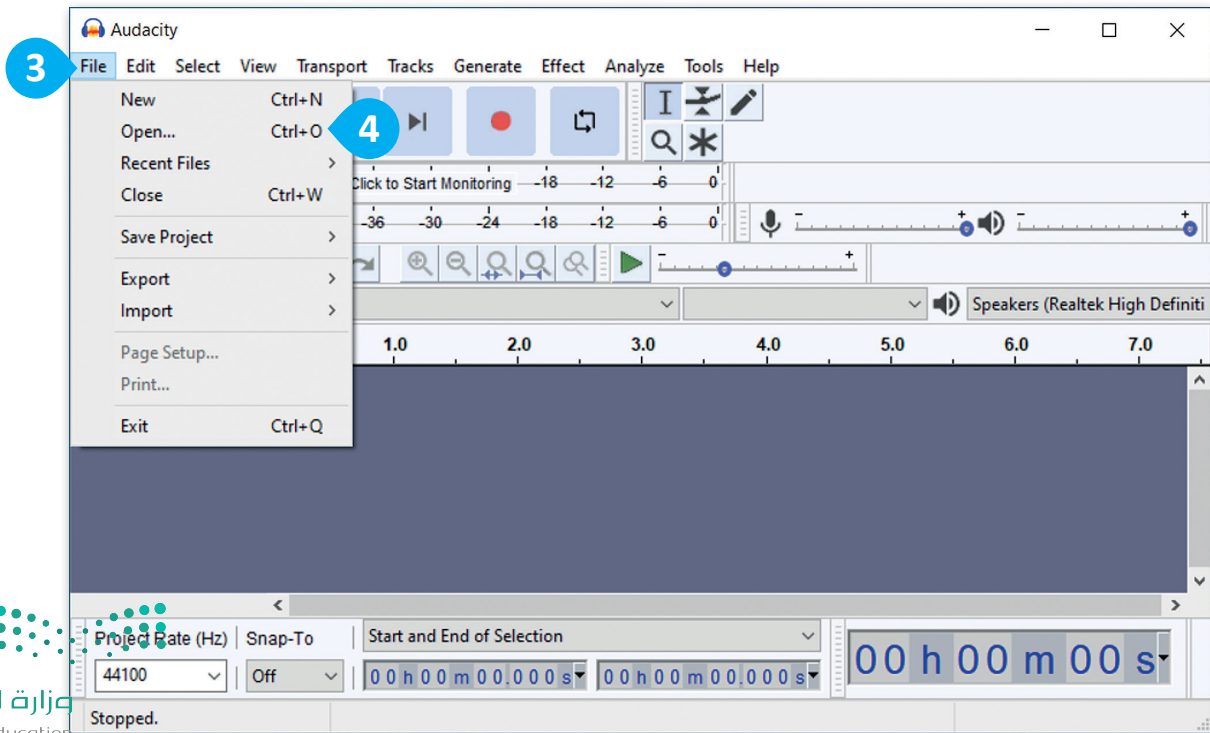 Audacity
3
File Edit Select View Transport Tracks Generate Effect Analyze Tools Help
New Ctrl+N
Open... Ctrl+O
4
Recent Files
Close Ctrl+W
Save Project
Export
Import
Page Setup...
Print...
Exit Ctrl+Q
Click to Start Monitoring -18 -12 -6 0
-36 -30 -24 -18 -12 -6 0 - + - +
- +
Speakers (Realtek High Definiti
1.0 2.0 3.0 4.0 5.0 6.0 7.0
Project Rate (Hz) Snap-To Start and End of Selection
44100 Off 00h00m00.000s 00h00m00.000s
00 h 00 m 00 s
وزارة
Stopped.